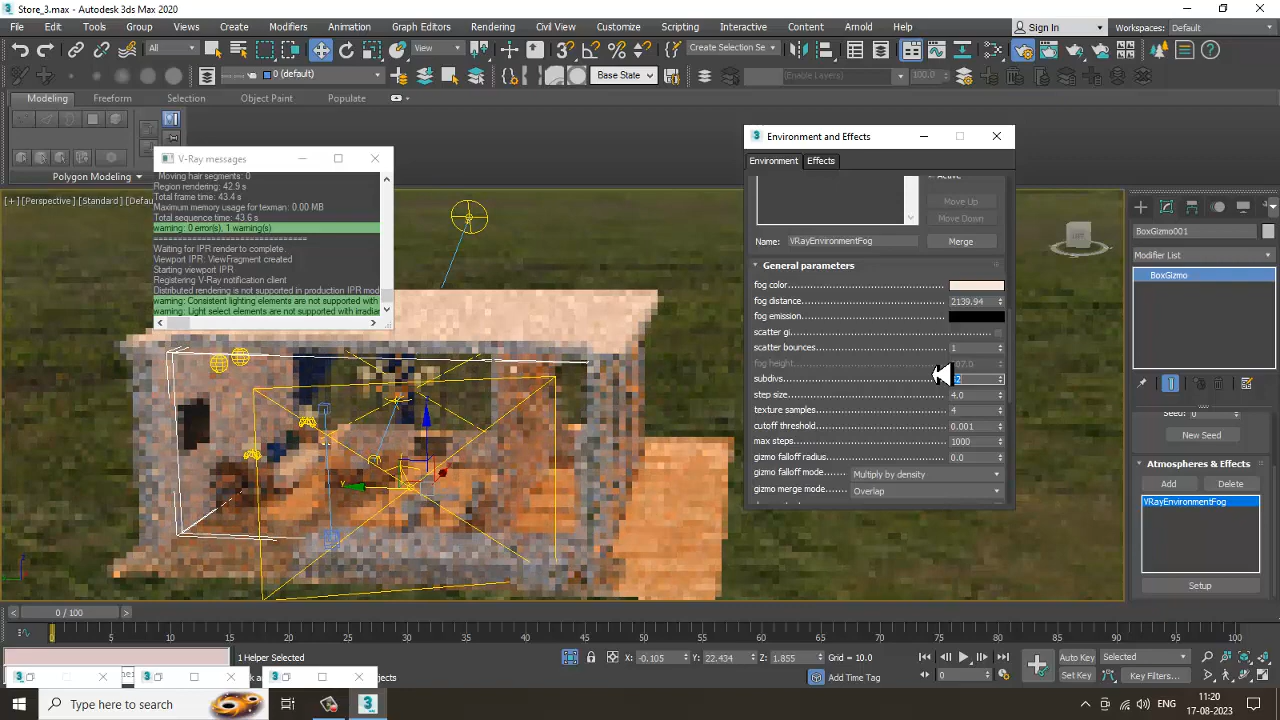 Store_3.max - Autodesk 3ds Max 2020
File Edit Tools Group Views Create Modifiers Animation Graph Editors Rendering Civil View Customize Scripting Interactive Content Arnold Help
Sign In Workspaces: Default
All View Create Selection Se
0 (default) Base State (Enable Layers) 100.0
Modeling Freeform Selection Object Paint Populate
Polygon Modeling
V-Ray messages
Moving hair segments: 0
Region rendering: 42.9 s
Total frame time: 43.4 s
Maximum memory usage for texman: 0.00 MB
Total sequence time: 43.6 s
warning: 0 error(s), 1 warning(s)
==============================
Waiting for IPR render to complete.
Viewport IPR: VewFragment created
Starting viewport IPR
Registering V-Ray notification client
Distributed rendering is not supported in production IPR mod
warning: Consistent lighting elements are not supported with
warning: Light select elements are not supported with irradian
[+] [Perspective] [Standard] [Default
LEFT
Environment and Effects
Environment Effects
Active
Move Up
Move Down
Name: VRayEnvironmentFog Merge
General parameters
fog color
fog distance 2139.94
fog emission
scatter gi
scatter bounces 1
fog height
subdivs
step size 4.0
texture samples 4
cutoff threshold 0.001
max steps 1000
gizmo falloff radius 0.0
gizmo falloff mode Multiply by density
gizmo merge mode Overlap
BoxGizmo001
Modifier List
BoxGizmo
Seed: 0
New Seed
Atmospheres & Effects
Add Delete
VRayEnvironmentFog
Setup
Y
0 / 100
0 5 10 15 20 25 30 35 40 45 50 55 60 65 70 75 80 85 90 95 100
1 Helper Selected
X: -0.105 Y: 22.434 Z: 1.855 Grid = 10.0
Add Time Tag
Auto Key Selected
Set Key Key Filters...
0
Type here to search
ENG
11:20
17-08-2023